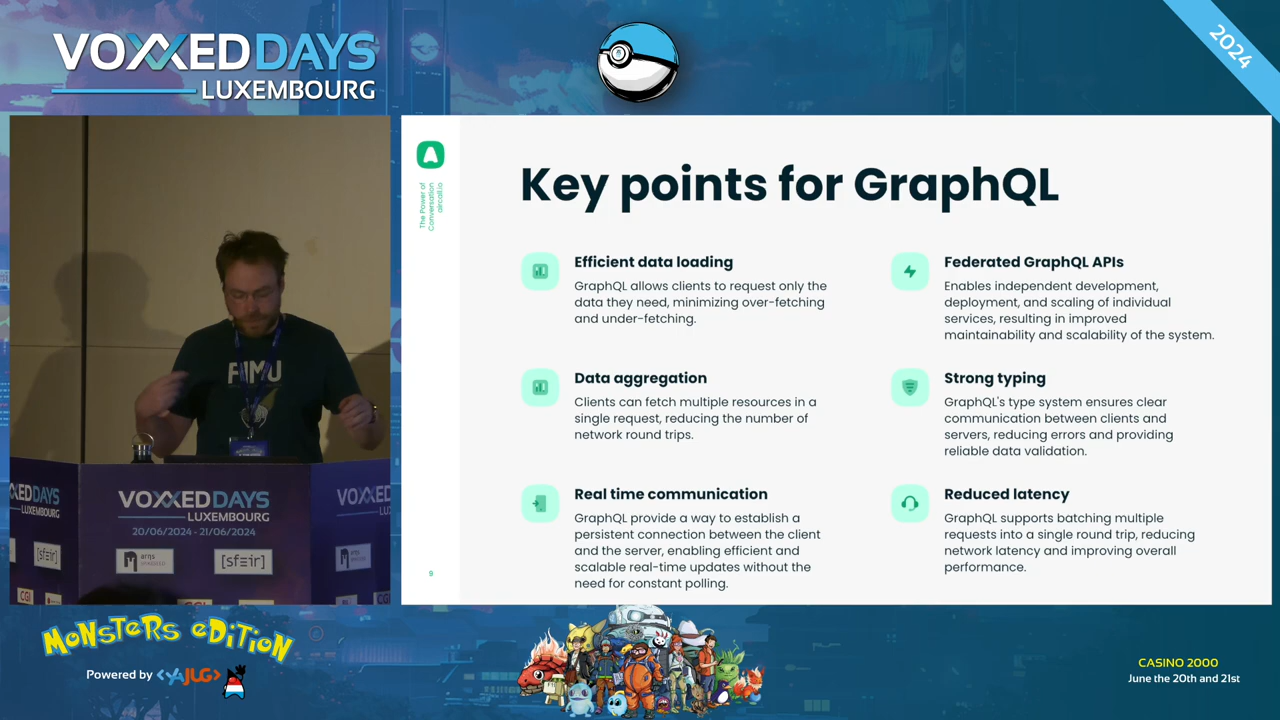 VOXXEDDAYS
LUXEMBOURG
2024
The Power of
Conversation
aircall.io
Key points for GraphQL
Efficient data loading
GraphQL allows clients to request only the
data they need, minimizing over-fetching
and under-fetching.
Federated GraphQL APIs
Enables independent development,
deployment, and scaling of individual
services, resulting in improved
maintainability and scalability of the system.
Data aggregation
Clients can fetch multiple resources in a
single request, reducing the number of
network round trips.
Strong typing
GraphQL's type system ensures clear
communication between clients and
servers, reducing errors and providing
reliable data validation.
Real time communication
GraphQL provide a way to establish a
persistent connection between the client
and the server, enabling efficient and
scalable real-time updates without the
need for constant polling.
Reduced latency
GraphQL supports batching multiple
requests into a single round trip, reducing
network latency and improving overall
performance.
9
VOXXEDDAYS
LUXEMBOURG
20/06/2024 - 21/06/2024
[sfeir]
[sfeir]
CGI
MONSTERS EDITION
Powered by <YAJUG>
CASINO 2000
June the 20th and 21st